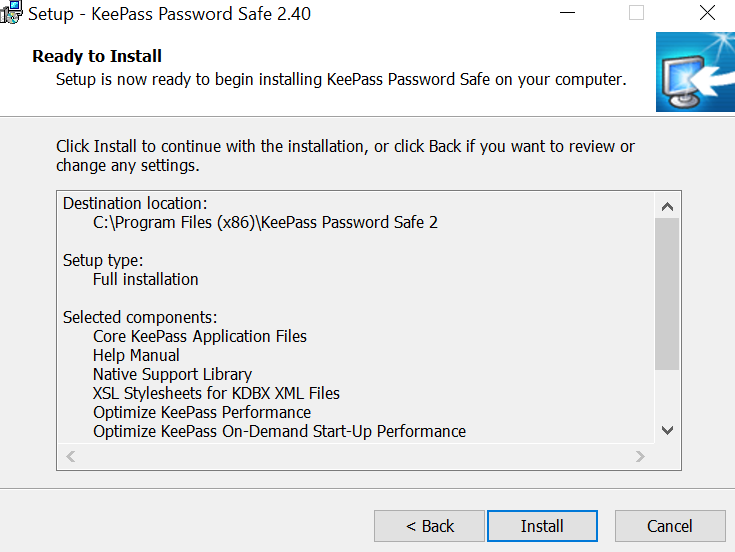 Setup - KeePass Password Safe 2.40
Ready to Install
Setup is now ready to begin installing KeePass Password Safe on your computer.
Click Install to continue with the installation, or click Back if you want to review or
change any settings.
Destination location:
C:\Program Files (x86)\KeePass Password Safe 2
Setup type:
Full installation
Selected components:
Core KeePass Application Files
Help Manual
Native Support Library
XSL Stylesheets for KDBX XML Files
Optimize KeePass Performance
Optimize KeePass On-Demand Start-Up Performance
< Back
Install
Cancel